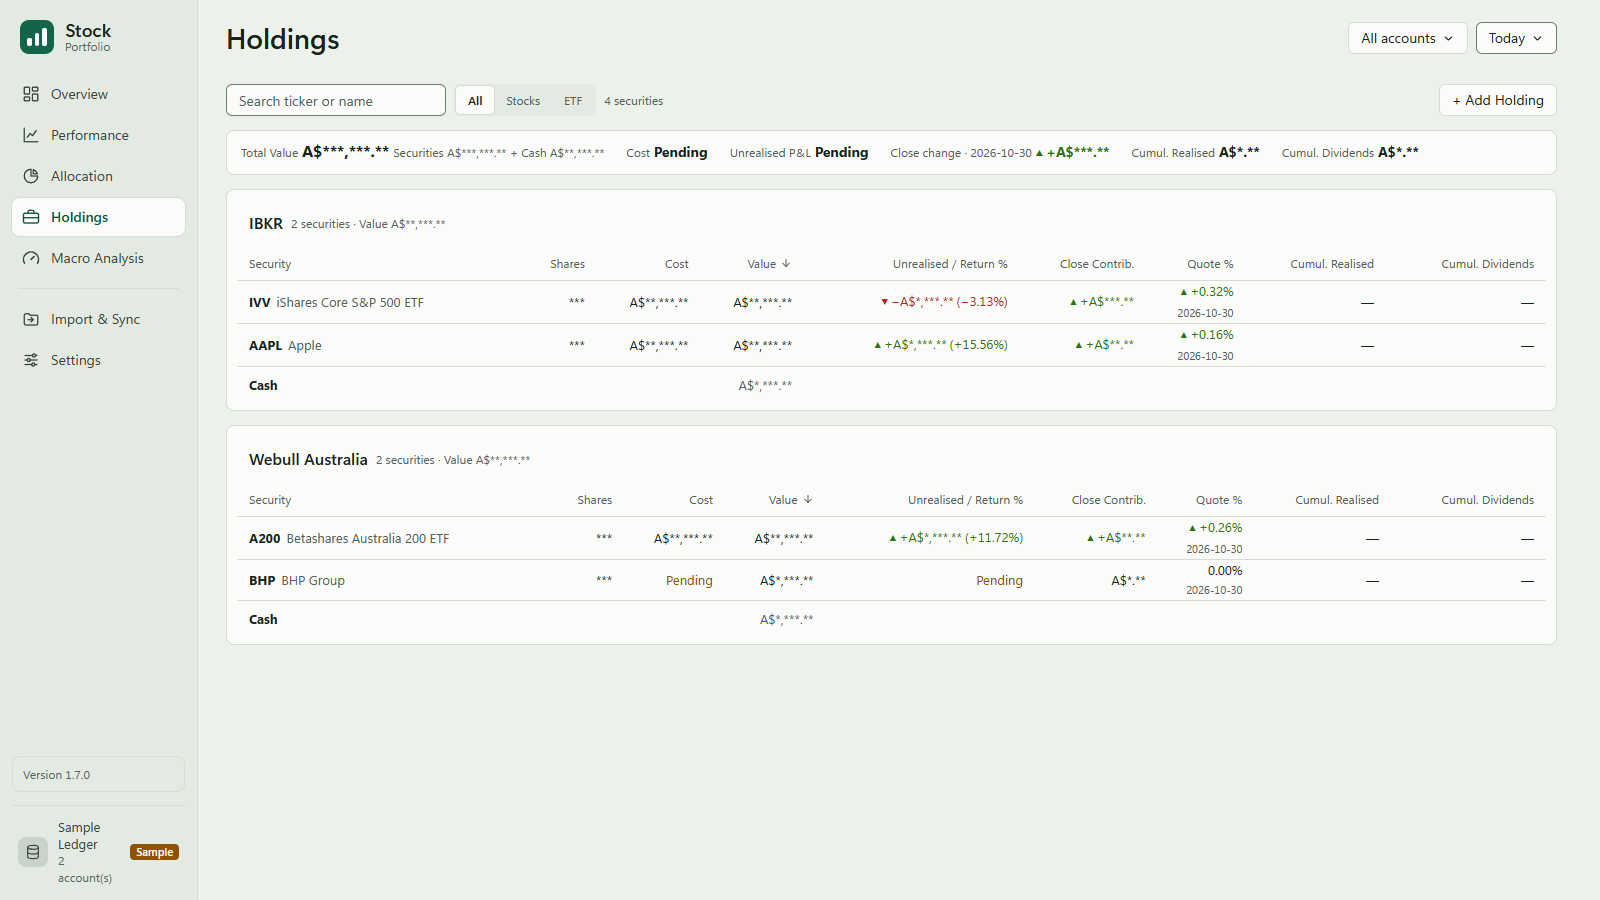 Stock
Portfolio
Overview
Performance
Allocation
Holdings
Macro Analysis
Import & Sync
Settings
Version 1.7.0
Sample Ledger
2 account(s)
Sample
Holdings
All accounts
Today
Search ticker or name
All Stocks ETF 4 securities
+ Add Holding
Total Value A$***,***.** Securities A$***,***.** + Cash A$**,***.** Cost Pending Unrealised P&L Pending Close change · 2026-10-30 ▲ +A$***.** Cumul. Realised A$*.** Cumul. Dividends A$*.**
IBKR 2 securities · Value A$**,***.**
Security Shares Cost Value ↓ Unrealised / Return % Close Contrib. Quote % Cumul. Realised Cumul. Dividends
IVV iShares Core S&P 500 ETF *** A$**,***.** A$**,***.** ▼ −A$*,***.** (−3.13%) ▲ +A$***.** ▲ +0.32% — —
2026-10-30
AAPL Apple *** A$**,***.** A$**,***.** ▲ +A$*,***.** (+15.56%) ▲ +A$**.** ▲ +0.16% — —
2026-10-30
Cash A$*,***.**
Webull Australia 2 securities · Value A$**,***.**
Security Shares Cost Value ↓ Unrealised / Return % Close Contrib. Quote % Cumul. Realised Cumul. Dividends
A200 Betashares Australia 200 ETF *** A$**,***.** A$**,***.** ▲ +A$*,***.** (+11.72%) ▲ +A$**.** ▲ +0.26% — —
2026-10-30
BHP BHP Group *** Pending A$*,***.** Pending A$*.** 0.00% — —
2026-10-30
Cash A$*,***.**